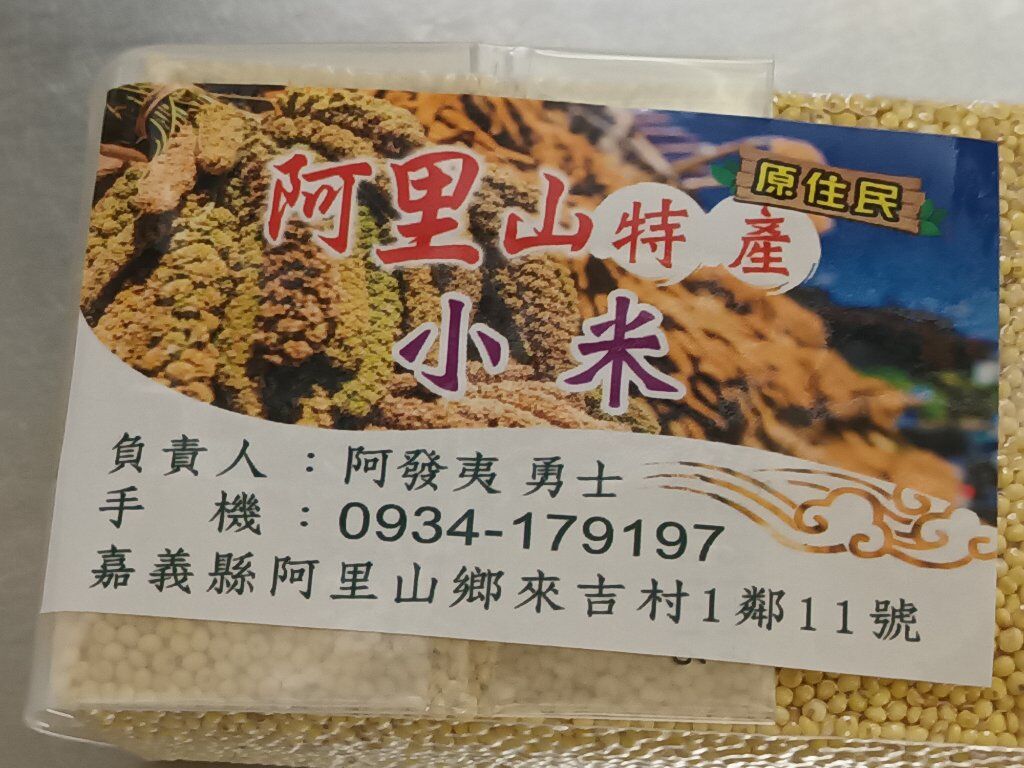 原住民
阿里山特產
小米
負責人：阿發夷 勇士
手 機：0934-179197
嘉義縣阿里山鄉來吉村1鄰11號